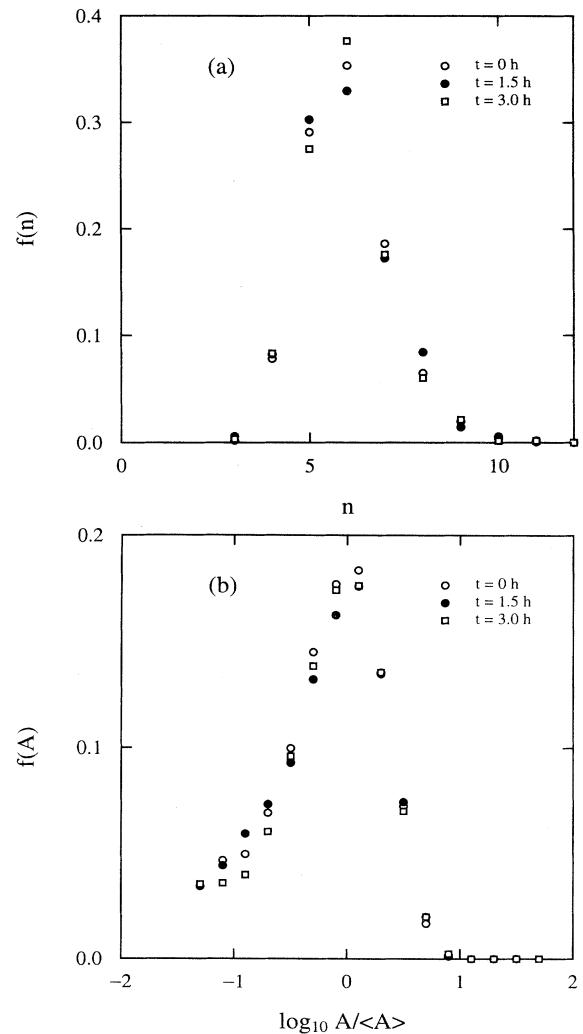 0.4
(a)
t = 0 h
t = 1.5 h
t = 3.0 h
0.3
f(n)
0.2
0.1
0.0
0 5 10
n
0.2
(b)
t = 0 h
t = 1.5 h
t = 3.0 h
f(A)
0.1
0.0
−2 −1 0 1 2
log₁₀ A/<A>